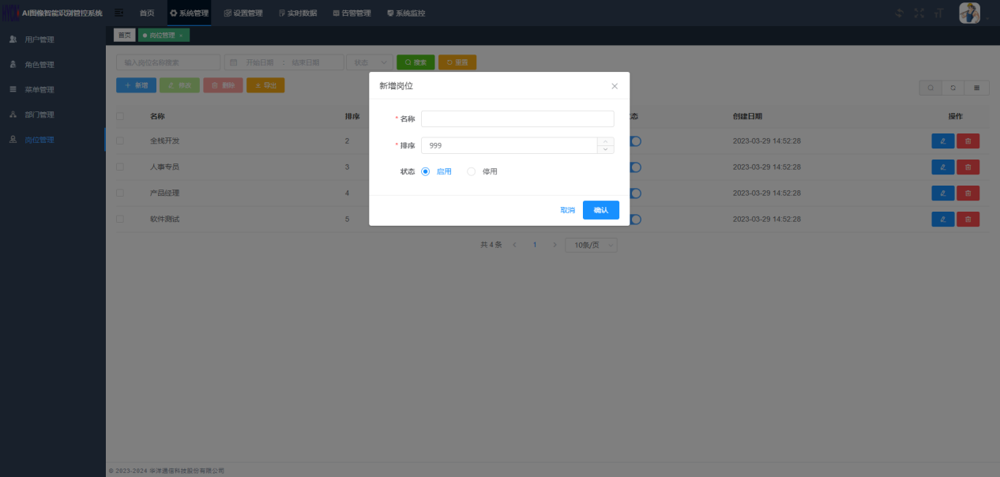 AI图像智能识别管控系统 首页 系统管理 设置管理 实时数据 告警管理 系统监控
首页 岗位管理 ×
用户管理
角色管理
菜单管理
部门管理
岗位管理
输入岗位名称搜索 开始日期 : 结束日期 状态 搜索 重置
+ 新增 修改 删除 导出
新增岗位
* 名称
* 排序 999
状态 启用 停用
取消 确认
名称 排序 态 创建日期 操作
全栈开发 2 2023-03-29 14:52:28
人事专员 3 2023-03-29 14:52:28
产品经理 4 2023-03-29 14:52:28
软件测试 5 2023-03-29 14:52:28
共 4 条 < 1 > 10条/页
© 2023-2024 华洋通信科技股份有限公司